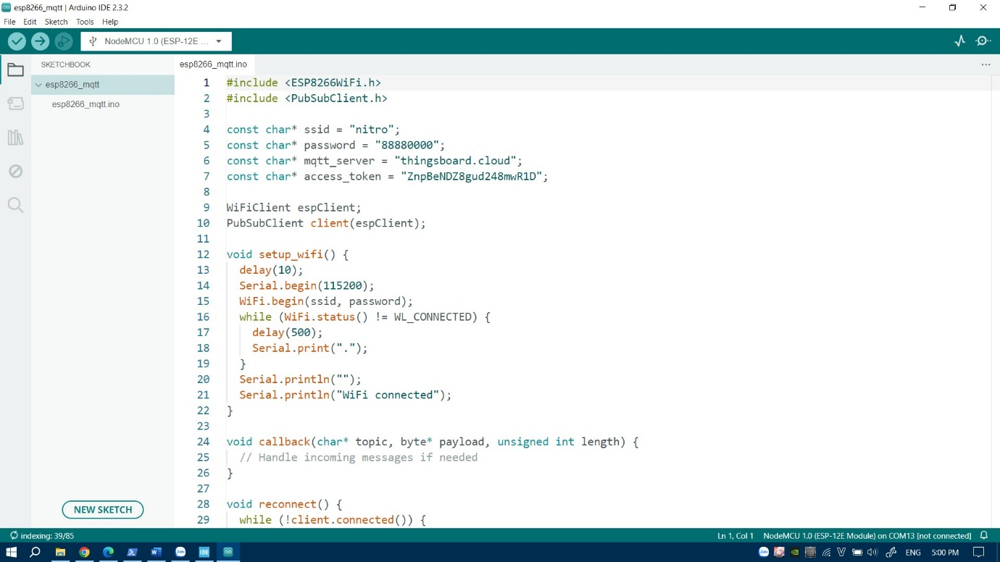 esp8266_mqtt | Arduino IDE 2.3.2
File Edit Sketch Tools Help
NodeMCU 1.0 (ESP-12E ...
SKETCHBOOK
esp8266_mqtt
esp8266_mqtt.ino
NEW SKETCH
esp8266_mqtt.ino
1 #include <ESP8266WiFi.h>
2 #include <PubSubClient.h>
3
4 const char* ssid = "nitro";
5 const char* password = "88880000";
6 const char* mqtt_server = "thingsboard.cloud";
7 const char* access_token = "ZnpBeNDZ8gud248mwR1D";
8
9 WiFiClient espClient;
10 PubSubClient client(espClient);
11
12 void setup_wifi() {
13 delay(10);
14 Serial.begin(115200);
15 WiFi.begin(ssid, password);
16 while (WiFi.status() != WL_CONNECTED) {
17 delay(500);
18 Serial.print(".");
19 }
20 Serial.println("");
21 Serial.println("WiFi connected");
22 }
23
24 void callback(char* topic, byte* payload, unsigned int length) {
25 // Handle incoming messages if needed
26 }
27
28 void reconnect() {
29 while (!client.connected()) {
indexing: 39/85
Ln 1, Col 1 NodeMCU 1.0 (ESP-12E Module) on COM13 [not connected]
Zalo IDE Zalo ENG 5:00 PM